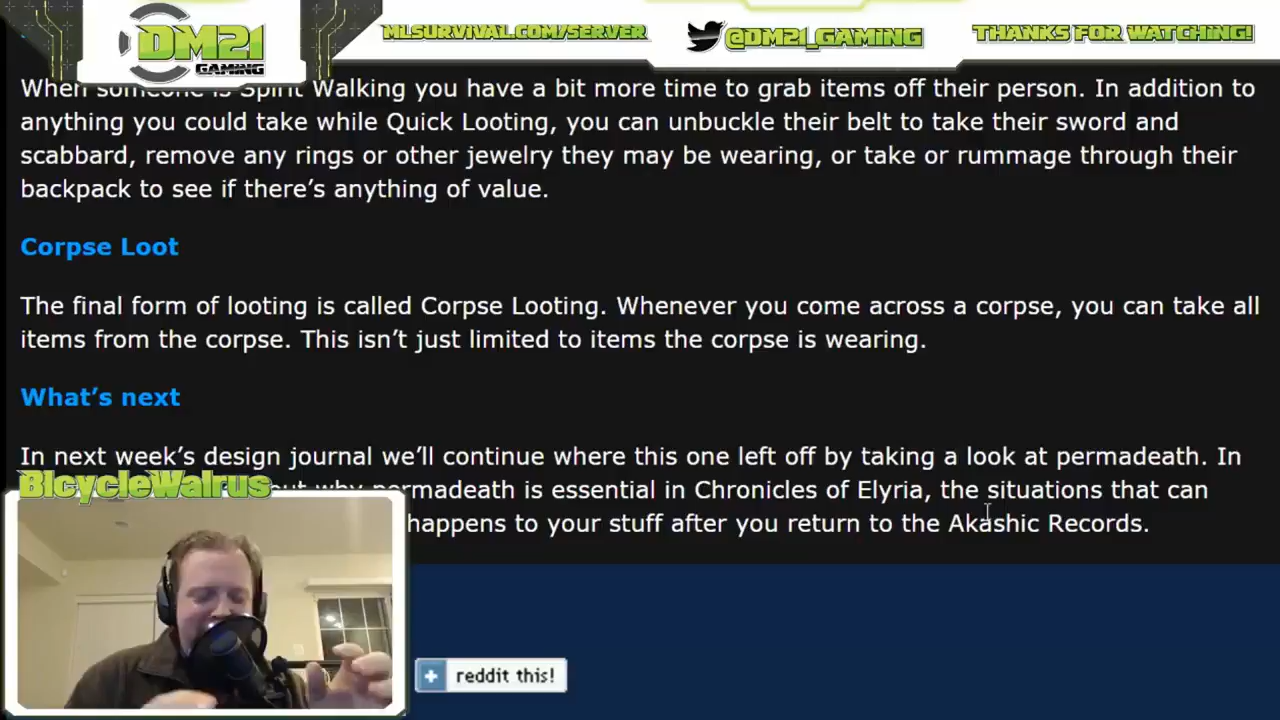 DM21
GAMING
MLSURVIVAL.COM/SERVER
@DM21_GAMING
THANKS FOR WATCHING!
When someone is Spirit Walking you have a bit more time to grab items off their person. In addition to
anything you could take while Quick Looting, you can unbuckle their belt to take their sword and
scabbard, remove any rings or other jewelry they may be wearing, or take or rummage through their
backpack to see if there’s anything of value.
Corpse Loot
The final form of looting is called Corpse Looting. Whenever you come across a corpse, you can take all
items from the corpse. This isn’t just limited to items the corpse is wearing.
What’s next
In next week’s design journal we’ll continue where this one left off by taking a look at permadeath. In
BIcycleWalrus
why permadeath is essential in Chronicles of Elyria, the situations that can
happens to your stuff after you return to the Akashic Records.
reddit this!